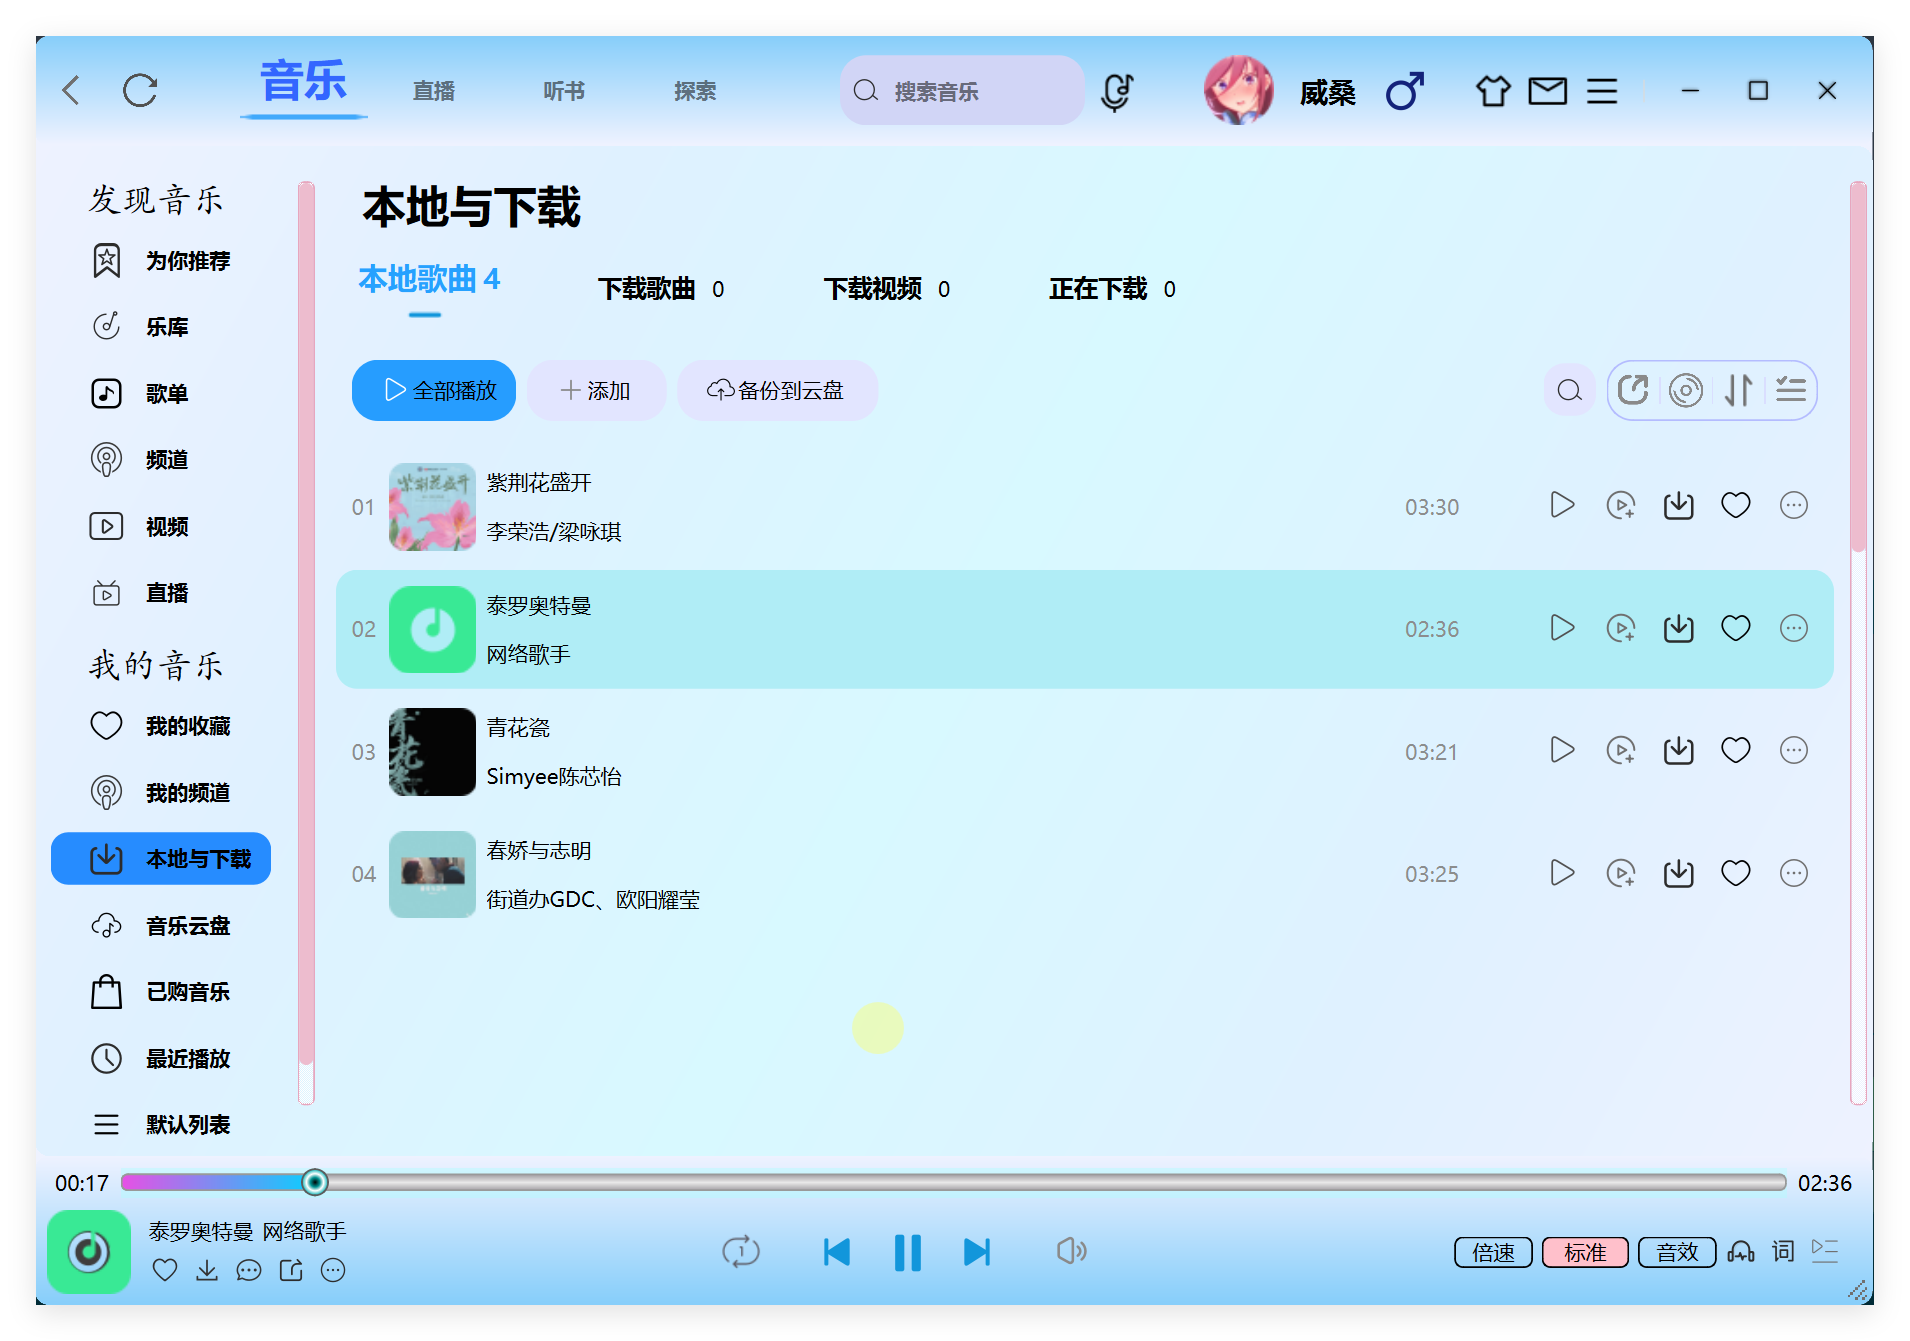 音乐
直播
听书
探索
搜索音乐
威桑
发现音乐
为你推荐
乐库
歌单
频道
视频
直播
我的音乐
我的收藏
我的频道
本地与下载
音乐云盘
已购音乐
最近播放
默认列表
本地与下载
本地歌曲 4
下载歌曲 0
下载视频 0
正在下载 0
全部播放
添加
备份到云盘
01
紫荆花盛开
紫荆花盛开
李荣浩/梁咏琪
03:30
02
泰罗奥特曼
网络歌手
02:36
03
青花瓷
青花瓷
Simyee陈芯怡
03:21
04
春娇与志明
街道办GDC、欧阳耀莹
03:25
00:17
02:36
泰罗奥特曼 网络歌手
1
倍速
标准
音效
词